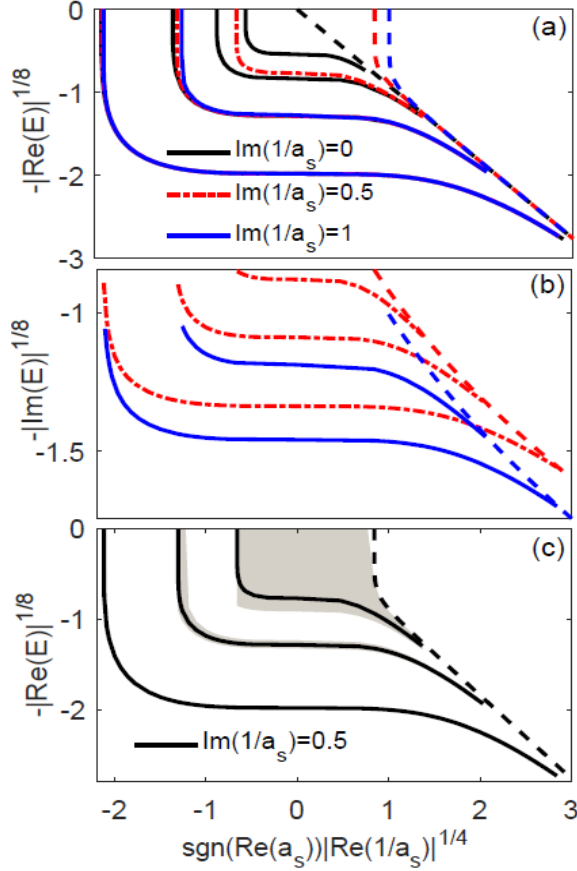 (a)
0
-1
-2
-3
-|Re(E)|^{1/8}
Im(1/a_s)=0
Im(1/a_s)=0.5
Im(1/a_s)=1
(b)
-1
-1.5
-|Im(E)|^{1/8}
(c)
0
-1
-2
-|Re(E)|^{1/8}
Im(1/a_s)=0.5
-2 -1 0 1 2 3
sgn(Re(a_s))|Re(1/a_s)|^{1/4}